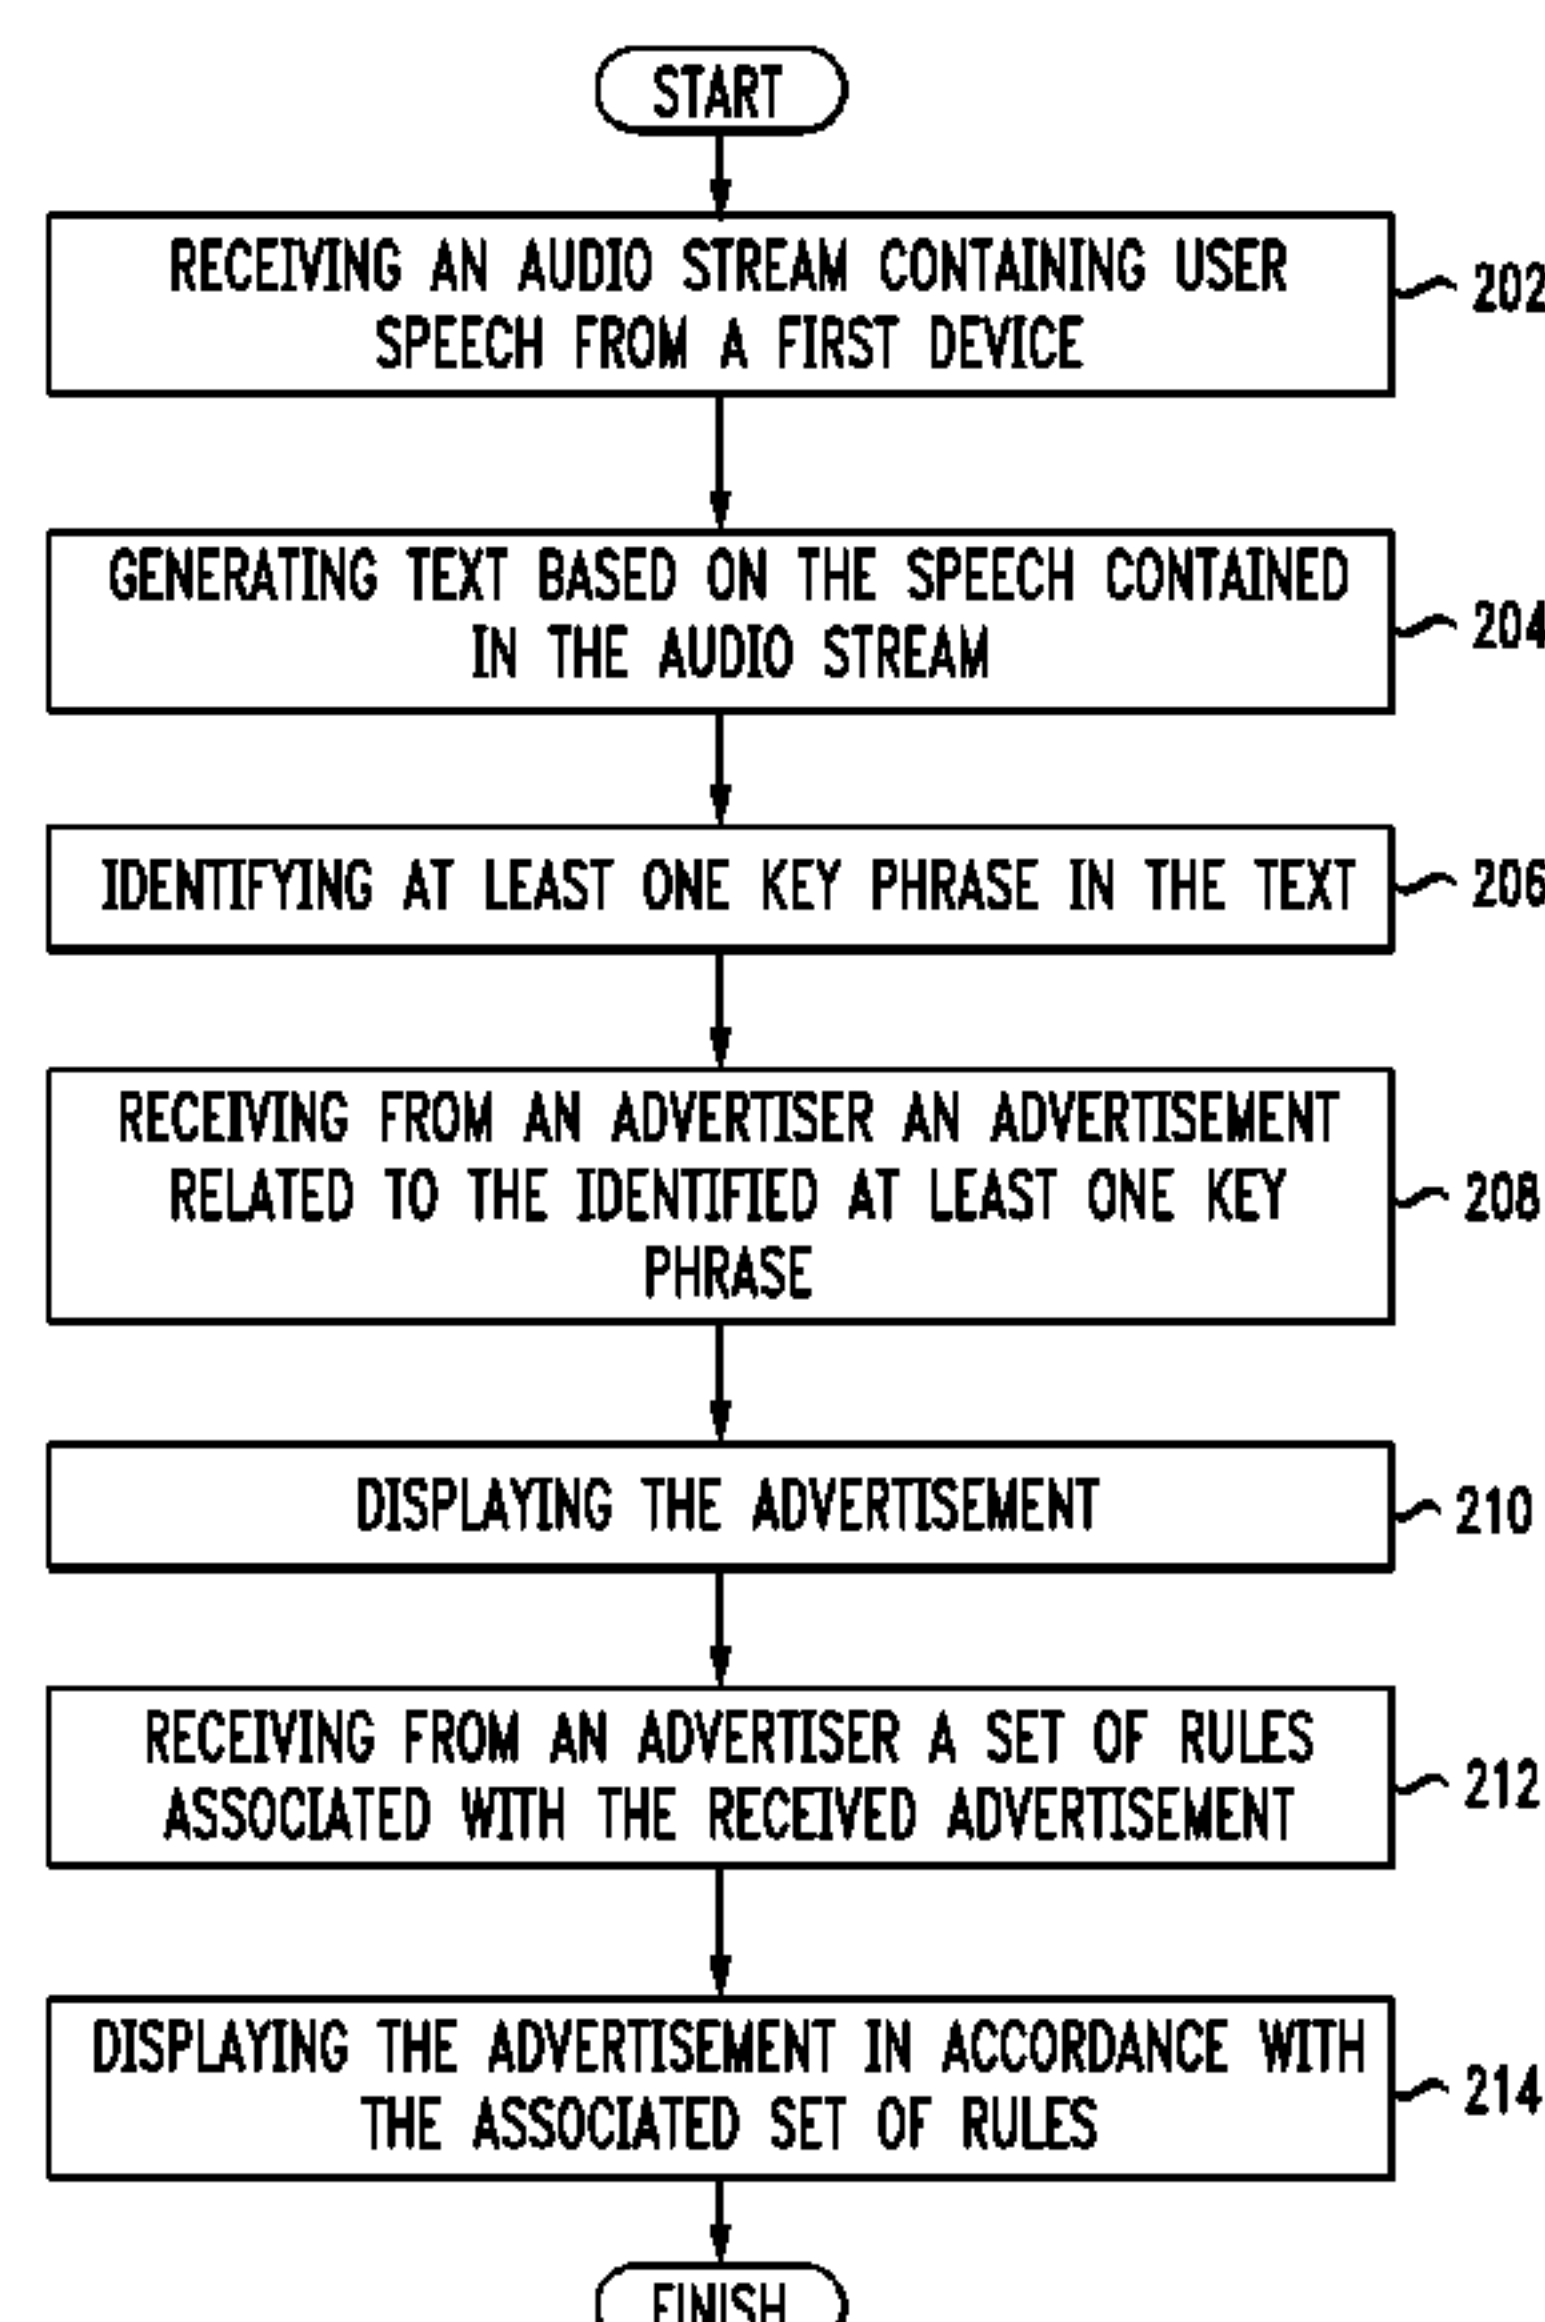 START
RECEIVING AN AUDIO STREAM CONTAINING USER
SPEECH FROM A FIRST DEVICE
202
GENERATING TEXT BASED ON THE SPEECH CONTAINED
IN THE AUDIO STREAM
204
IDENTIFYING AT LEAST ONE KEY PHRASE IN THE TEXT
206
RECEIVING FROM AN ADVERTISER AN ADVERTISEMENT
RELATED TO THE IDENTIFIED AT LEAST ONE KEY
PHRASE
208
DISPLAYING THE ADVERTISEMENT
210
RECEIVING FROM AN ADVERTISER A SET OF RULES
ASSOCIATED WITH THE RECEIVED ADVERTISEMENT
212
DISPLAYING THE ADVERTISEMENT IN ACCORDANCE WITH
THE ASSOCIATED SET OF RULES
214
FINISH